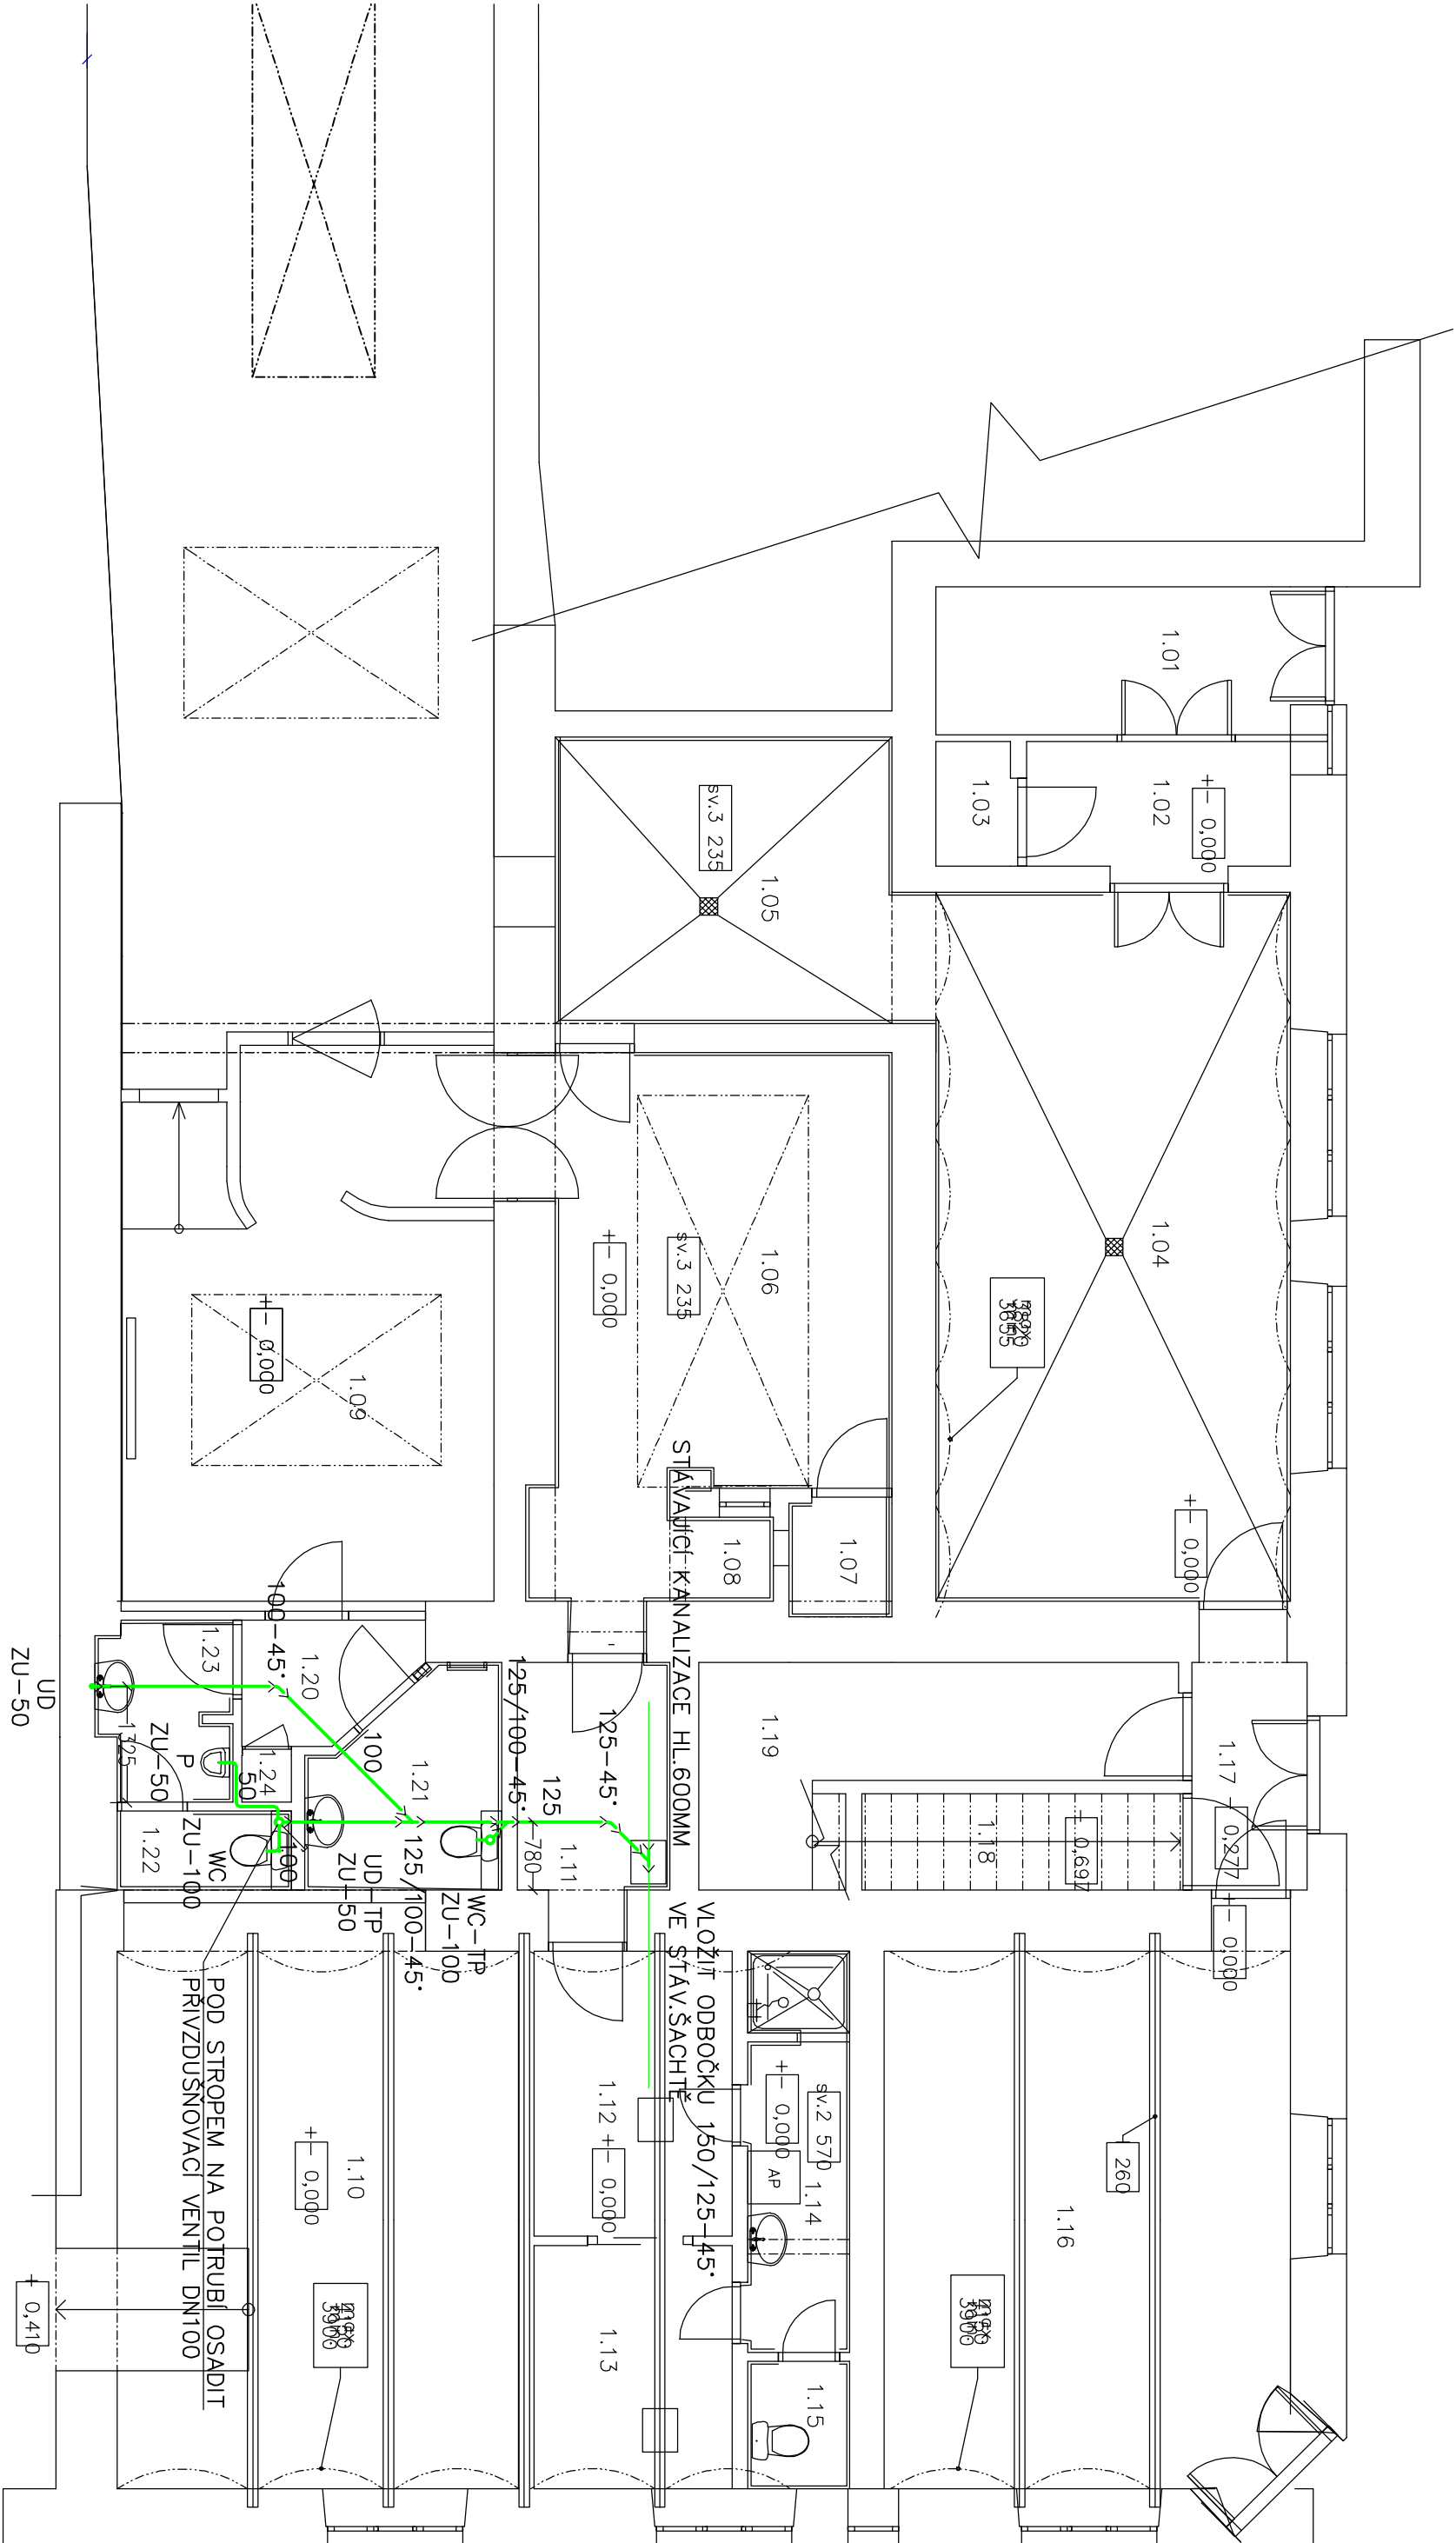 1.01
1.02
+- 0,000
1.03
sv.3 235
1.05
1.04
+- 0,000
1.06
sv.3 235
+- 0,000
1.09
+- 0,000
1.07
1.08
STÁVAJÍCÍ KANALIZACE HL.600MM
1.17
- 0,277
+- 0,000
1.18
- 0,697
1.19
125-45°
125
125/100-45°
780
1.11
1.21
100
1.20
100-45°
1.23
UD
ZU-50
P
ZU-50
50
1.24
1.22
WC
ZU-100
100
UD-TP
ZU-50
125/100-45°
WC-TP
ZU-100
VLOŽIT ODBOČKU 150/125-45°
VE STÁV.ŠACHTĚ
POD STROPEM NA POTRUBÍ OSADIT
PŘIVZDUŠŇOVACÍ VENTIL DN100
sv.2 570
+- 0,000
AP
1.14
1.12
+- 0,000
1.10
+- 0,000
1.16
260
1.13
1.15
+ 0,410